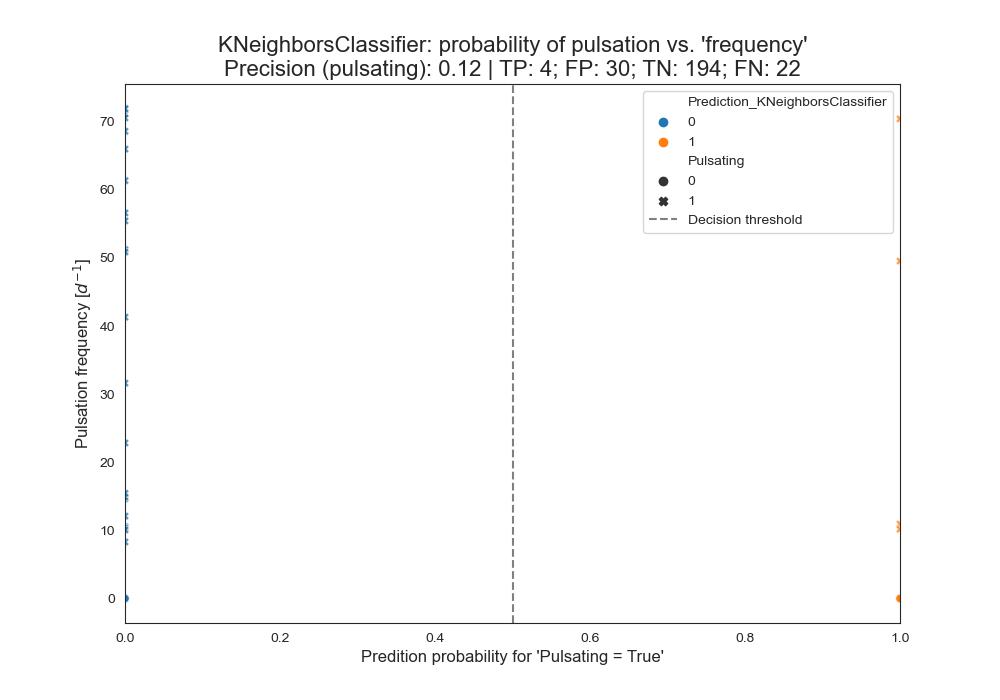 KNeighborsClassifier: probability of pulsation vs. 'frequency'
Precision (pulsating): 0.12 | TP: 4; FP: 30; TN: 194; FN: 22
Prediction_KNeighborsClassifier
0
1
Pulsating
0
1
Decision threshold
Pulsation frequency [$d^{-1}$]
70
60
50
40
30
20
10
0
0.0 0.2 0.4 0.6 0.8 1.0
Predition probability for 'Pulsating = True'